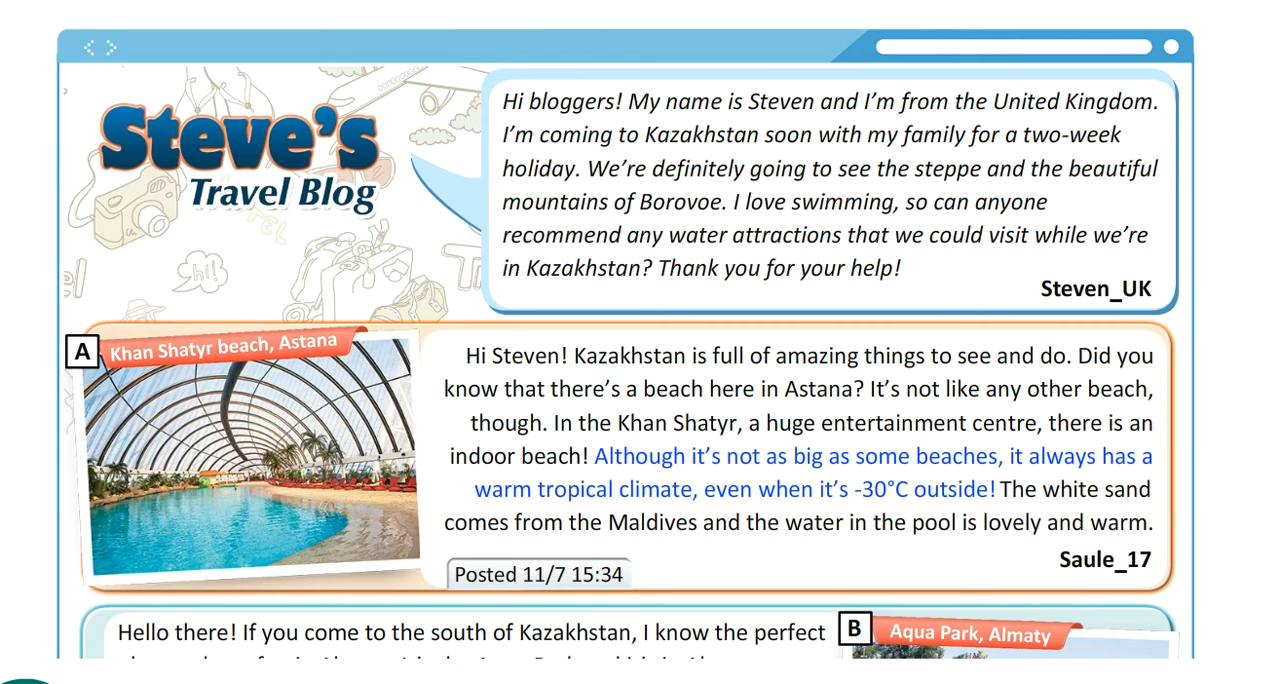 Steve's
Travel Blog
Hi bloggers! My name is Steven and I'm from the United Kingdom.
I'm coming to Kazakhstan soon with my family for a two-week
holiday. We're definitely going to see the steppe and the beautiful
mountains of Borovoe. I love swimming, so can anyone
recommend any water attractions that we could visit while we're
in Kazakhstan? Thank you for your help!
Steven_UK
hi!
A
Khan Shatyr beach, Astana
Hi Steven! Kazakhstan is full of amazing things to see and do. Did you
know that there's a beach here in Astana? It's not like any other beach,
though. In the Khan Shatyr, a huge entertainment centre, there is an
indoor beach! Although it's not as big as some beaches, it always has a
warm tropical climate, even when it's -30°C outside! The white sand
comes from the Maldives and the water in the pool is lovely and warm.
Saule_17
Posted 11/7 15:34
Hello there! If you come to the south of Kazakhstan, I know the perfect
B
Aqua Park, Almaty